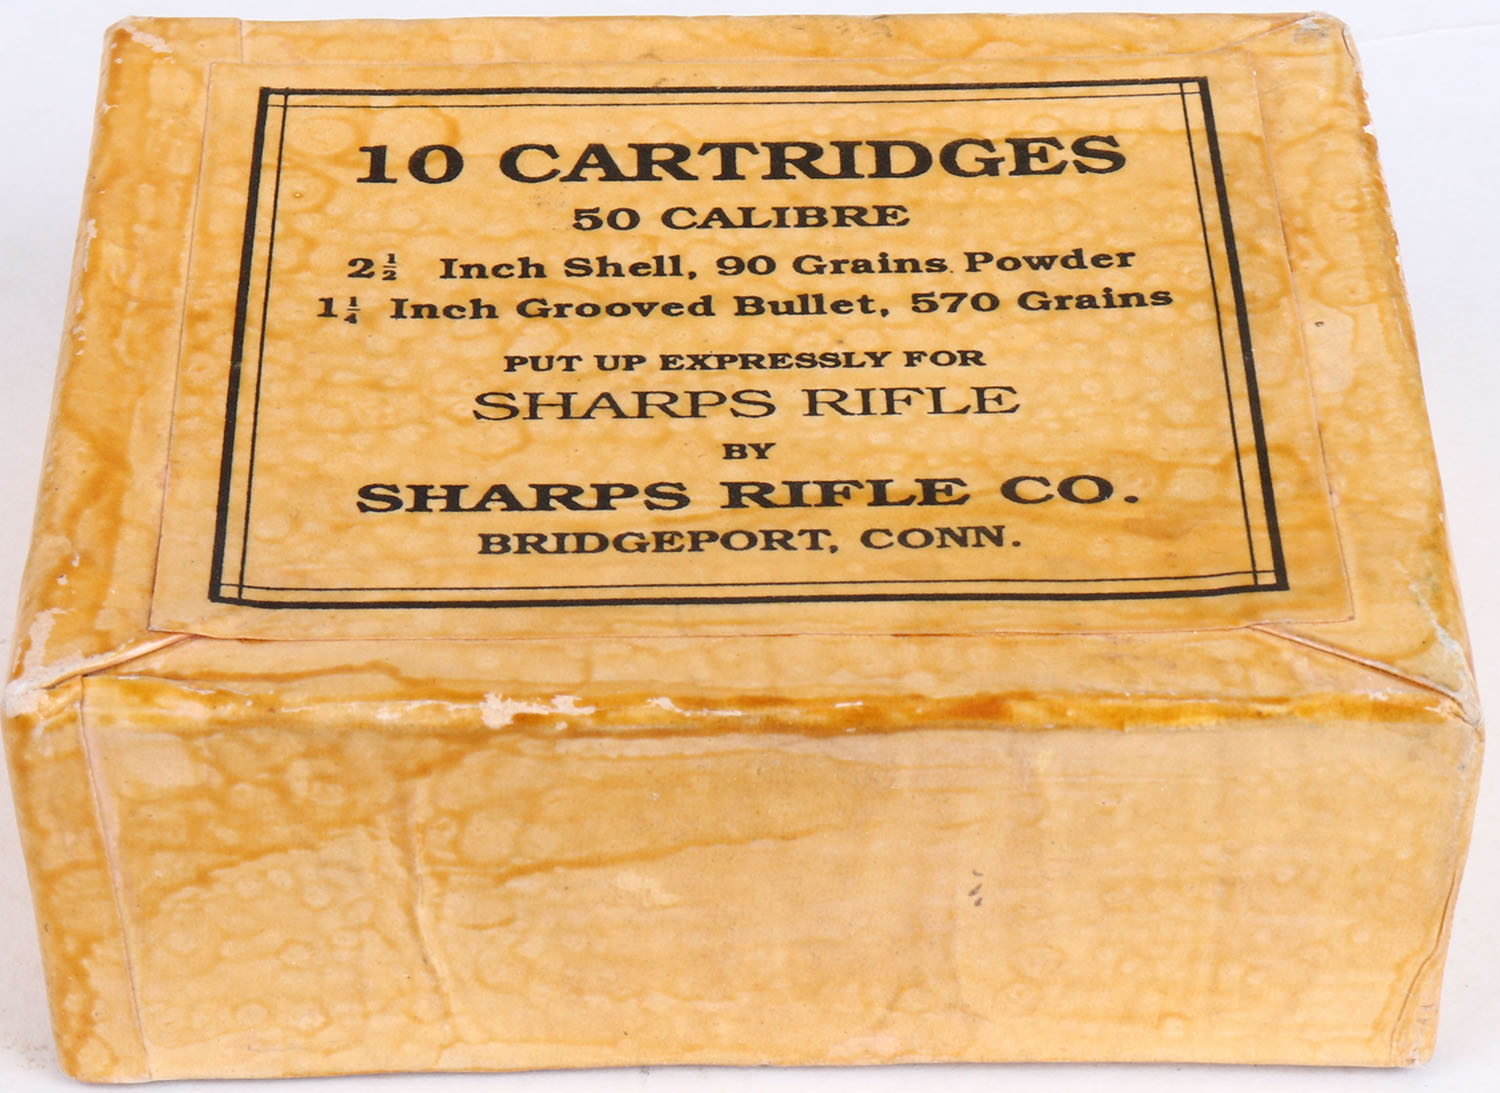 10 CARTRIDGES
50 CALIBRE
2½ Inch Shell, 90 Grains Powder
1¼ Inch Grooved Bullet, 570 Grains
PUT UP EXPRESSLY FOR
SHARPS RIFLE
BY
SHARPS RIFLE CO.
BRIDGEPORT, CONN.